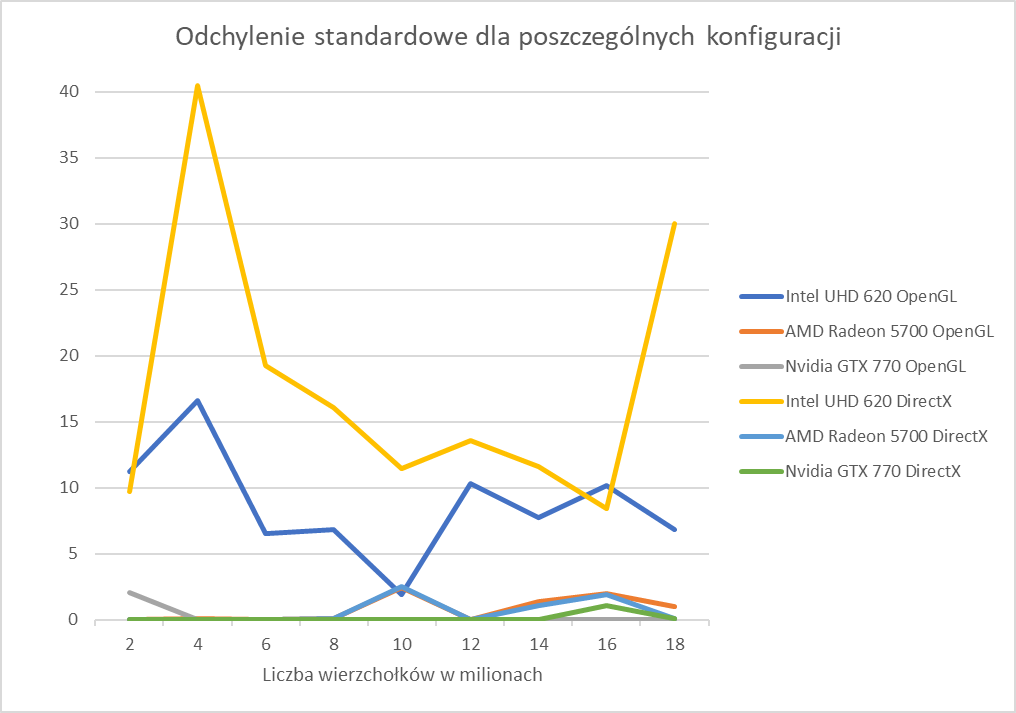 Odchylenie standardowe dla poszczególnych konfiguracji
40
35
30
25
20
15
10
5
0
2 4 6 8 10 12 14 16 18
Liczba wierzchołków w milionach
Intel UHD 620 OpenGL
AMD Radeon 5700 OpenGL
Nvidia GTX 770 OpenGL
Intel UHD 620 DirectX
AMD Radeon 5700 DirectX
Nvidia GTX 770 DirectX